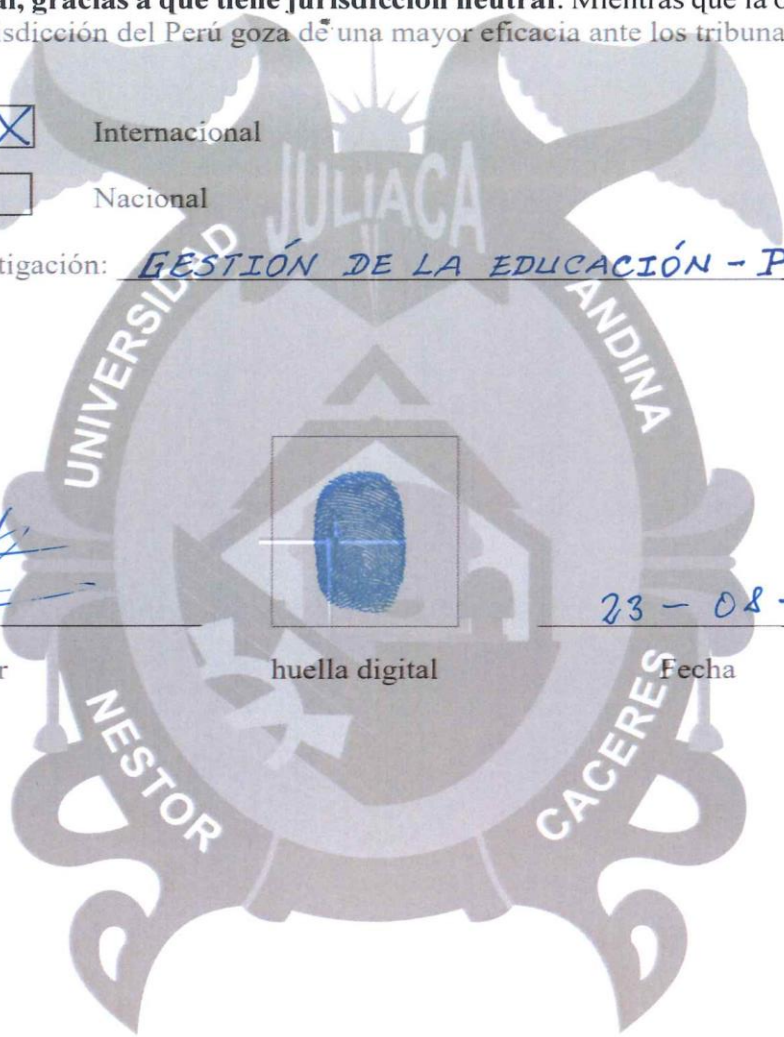 al, gracias a que tiene jurisdicción neutral. Mientras que la o
isdicción del Perú goza de una mayor eficacia ante los tribuna
X Internacional
Nacional
JULIACA
tigación: GESTIÓN DE LA EDUCACIÓN - P
UNIVERSIDAD ANDINA
23 - 08 -
r huella digital Fecha
NESTOR CACERES